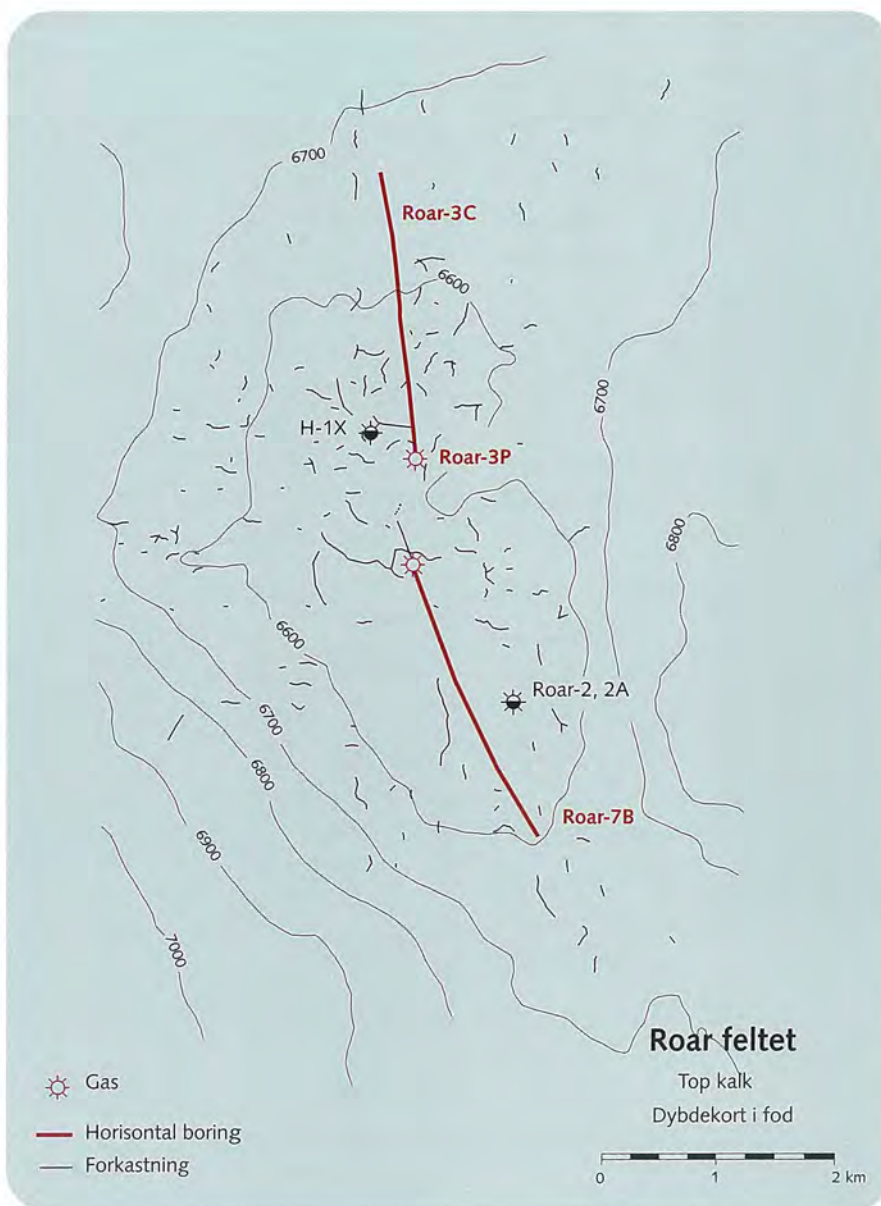 6700
Roar-3C
6600
6700
H-1X
Roar-3P
6800
6600
Roar-2, 2A
6700
6800
Roar-7B
6900
7000
Roar feltet
Top kalk
Dybdekort i fod
Gas
Horisontal boring
Forkastning
0 1 2 km